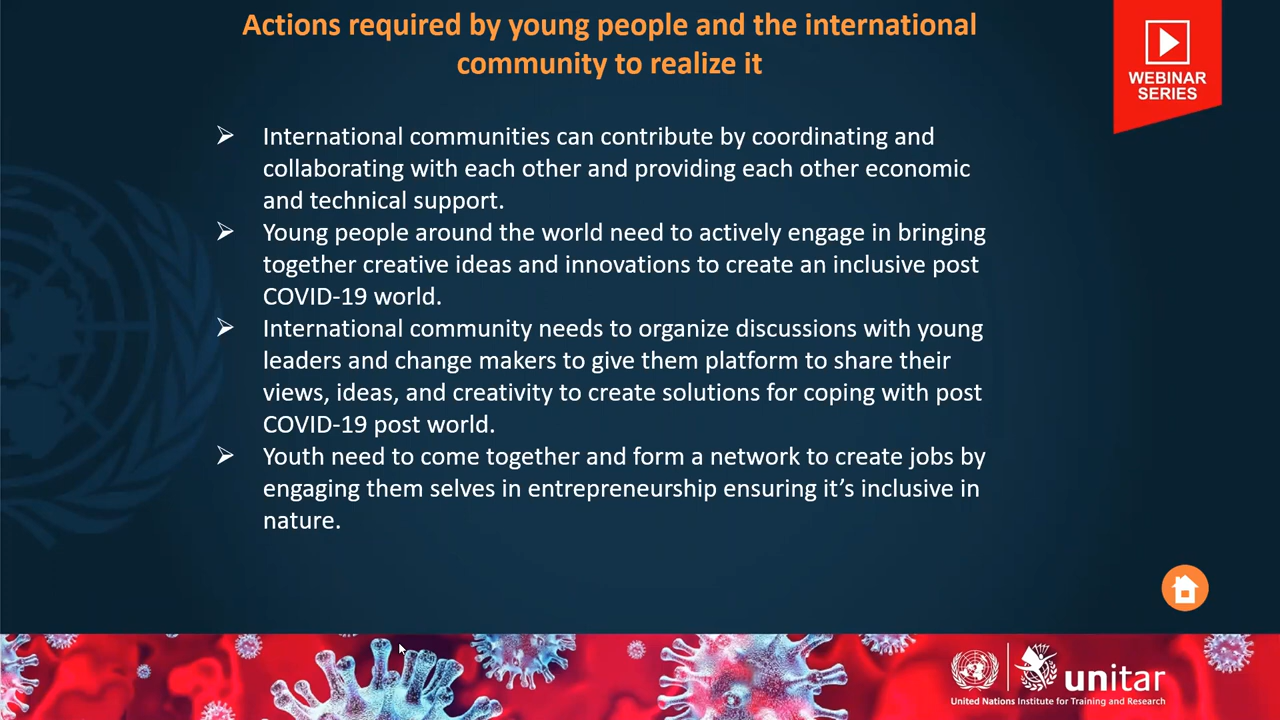 Actions required by young people and the international
community to realize it
WEBINAR
SERIES
International communities can contribute by coordinating and
collaborating with each other and providing each other economic
and technical support.
Young people around the world need to actively engage in bringing
together creative ideas and innovations to create an inclusive post
COVID-19 world.
International community needs to organize discussions with young
leaders and change makers to give them platform to share their
views, ideas, and creativity to create solutions for coping with post
COVID-19 post world.
Youth need to come together and form a network to create jobs by
engaging them selves in entrepreneurship ensuring it’s inclusive in
nature.
unitar
United Nations Institute for Training and Research